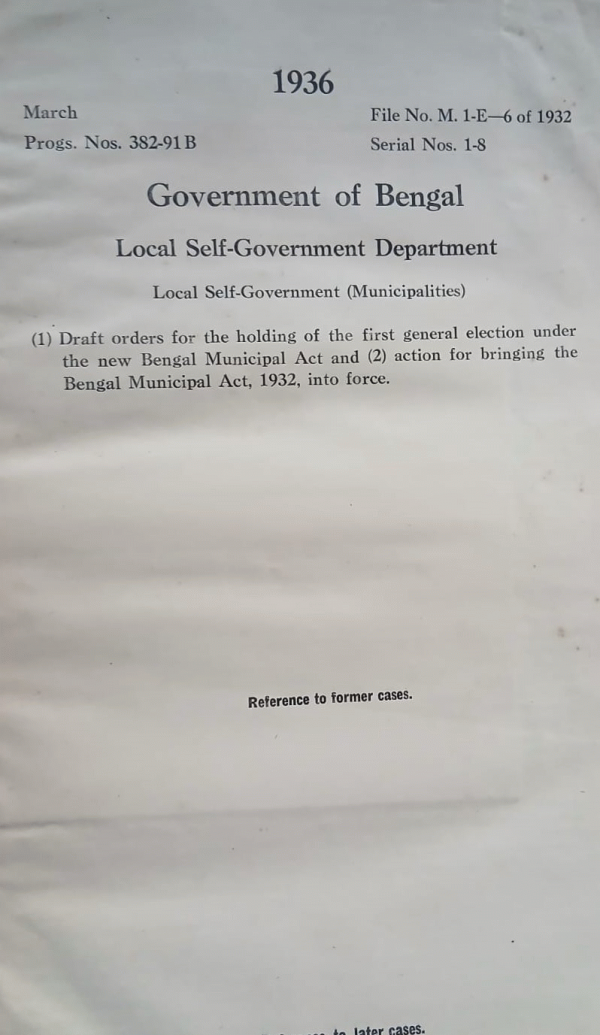 1936
March
File No. M. 1-E—6 of 1932
Progs. Nos. 382-91 B
Serial Nos. 1-8
Government of Bengal
Local Self-Government Department
Local Self-Government (Municipalities)
(1) Draft orders for the holding of the first general election under
the new Bengal Municipal Act and (2) action for bringing the
Bengal Municipal Act, 1932, into force.
Reference to former cases.
to later cases.